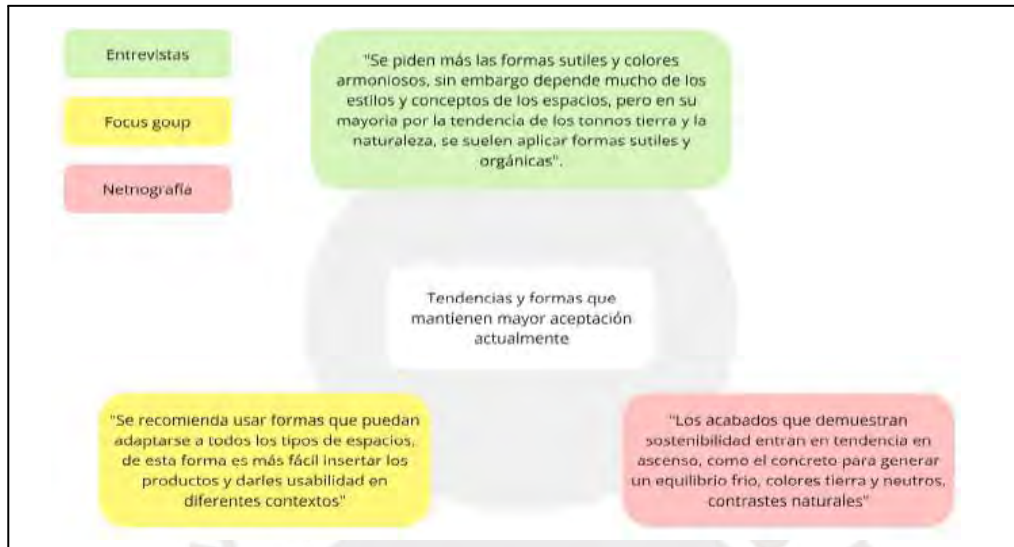 Entrevistas
Focus goup
Netnografía
"Se piden más las formas sutiles y colores
armoniosos, sin embargo depende mucho de los
estilos y conceptos de los espacios, pero en su
mayoria por la tendencia de los tonnos tierra y la
naturaleza, se suelen aplicar formas sutiles y
orgánicas".
Tendencias y formas que
mantienen mayor aceptación
actualmente
"Se recomienda usar formas que puedan
adaptarse a todos los tipos de espacios,
de esta forma es más fácil insertar los
productos y darles usabilidad en
diferentes contextos"
"Los acabados que demuestran
sostenibilidad entran en tendencia en
ascenso, como el concreto para generar
un equilibrio frio, colores tierra y neutros,
contrastes naturales"